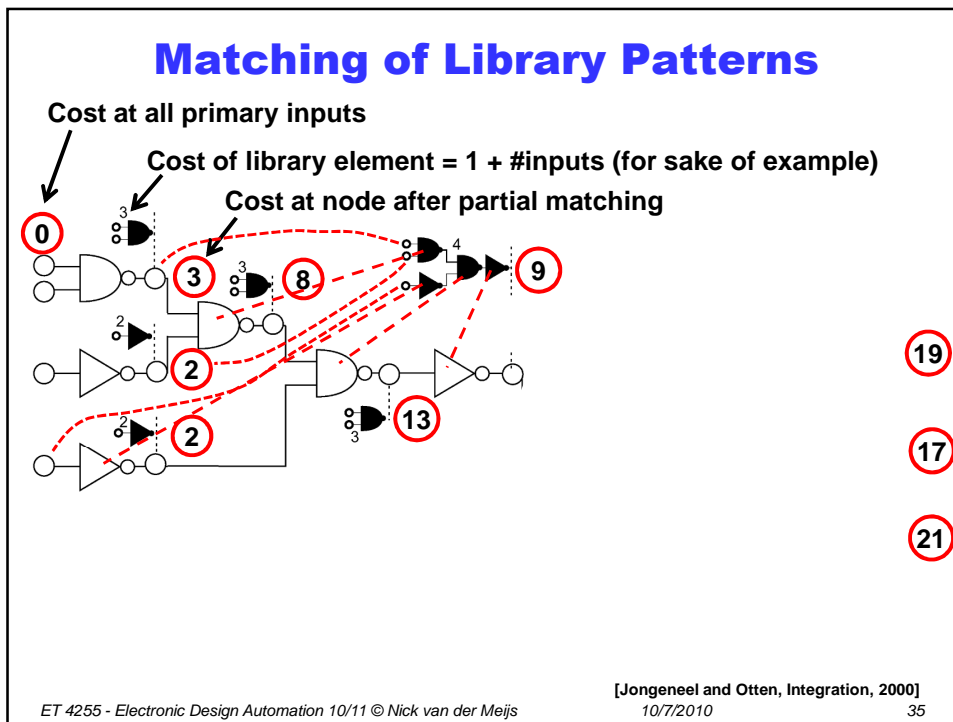 Matching of Library Patterns
Cost at all primary inputs
Cost of library element = 1 + #inputs (for sake of example)
Cost at node after partial matching
3
0
4
3
3
8
9
2
2
19
2
2
13
3
17
21
[Jongeneel and Otten, Integration, 2000]
ET 4255 - Electronic Design Automation 10/11 © Nick van der Meijs 10/7/2010 35